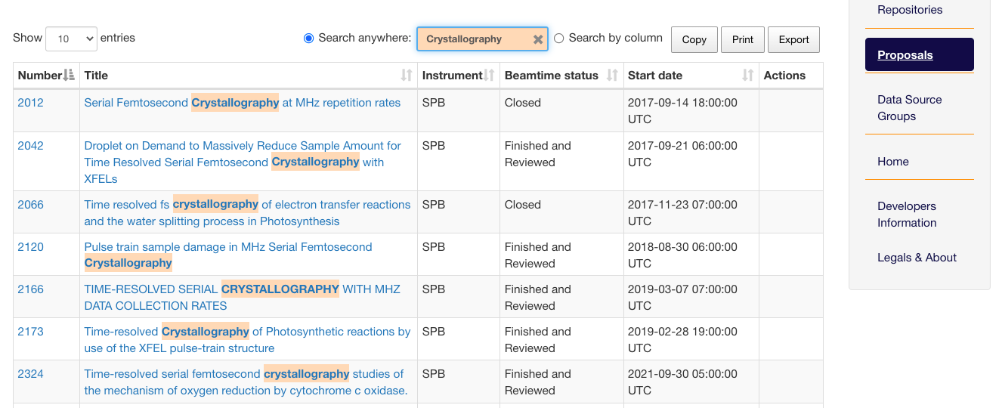 Repositories
Show 10 entries Search anywhere: Crystallography Search by column Copy Print Export
Proposals
Number Title Instrument Beamtime status Start date Actions
2012 Serial Femtosecond Crystallography at MHz repetition rates SPB Closed 2017-09-14 18:00:00
UTC
Data Source
Groups
2042 Droplet on Demand to Massively Reduce Sample Amount for SPB Finished and 2017-09-21 06:00:00
Time Resolved Serial Femtosecond Crystallography with Reviewed UTC
XFELs
Home
2066 Time resolved fs crystallography of electron transfer reactions SPB Closed 2017-11-23 07:00:00
and the water splitting process in Photosynthesis UTC
Developers
Information
2120 Pulse train sample damage in MHz Serial Femtosecond SPB Finished and 2018-08-30 06:00:00
Crystallography Reviewed UTC
Legals & About
2166 TIME-RESOLVED SERIAL CRYSTALLOGRAPHY WITH MHZ SPB Finished and 2019-03-07 07:00:00
DATA COLLECTION RATES Reviewed UTC
2173 Time-resolved Crystallography of Photosynthetic reactions by SPB Finished and 2019-02-28 19:00:00
use of the XFEL pulse-train structure Reviewed UTC
2324 Time-resolved serial femtosecond crystallography studies of SPB Finished and 2021-09-30 05:00:00
the mechanism of oxygen reduction by cytochrome c oxidase. Reviewed UTC